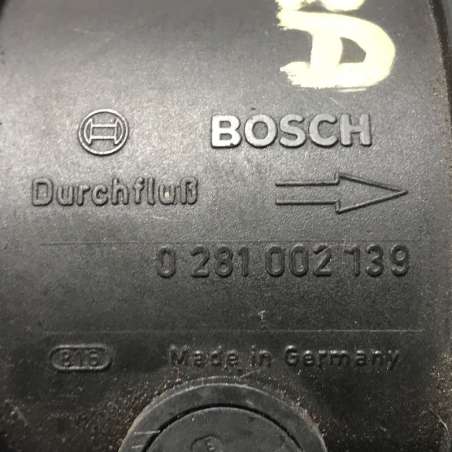 BOSCH
Durchfluß
0 281 002 139
816 Made in Germany